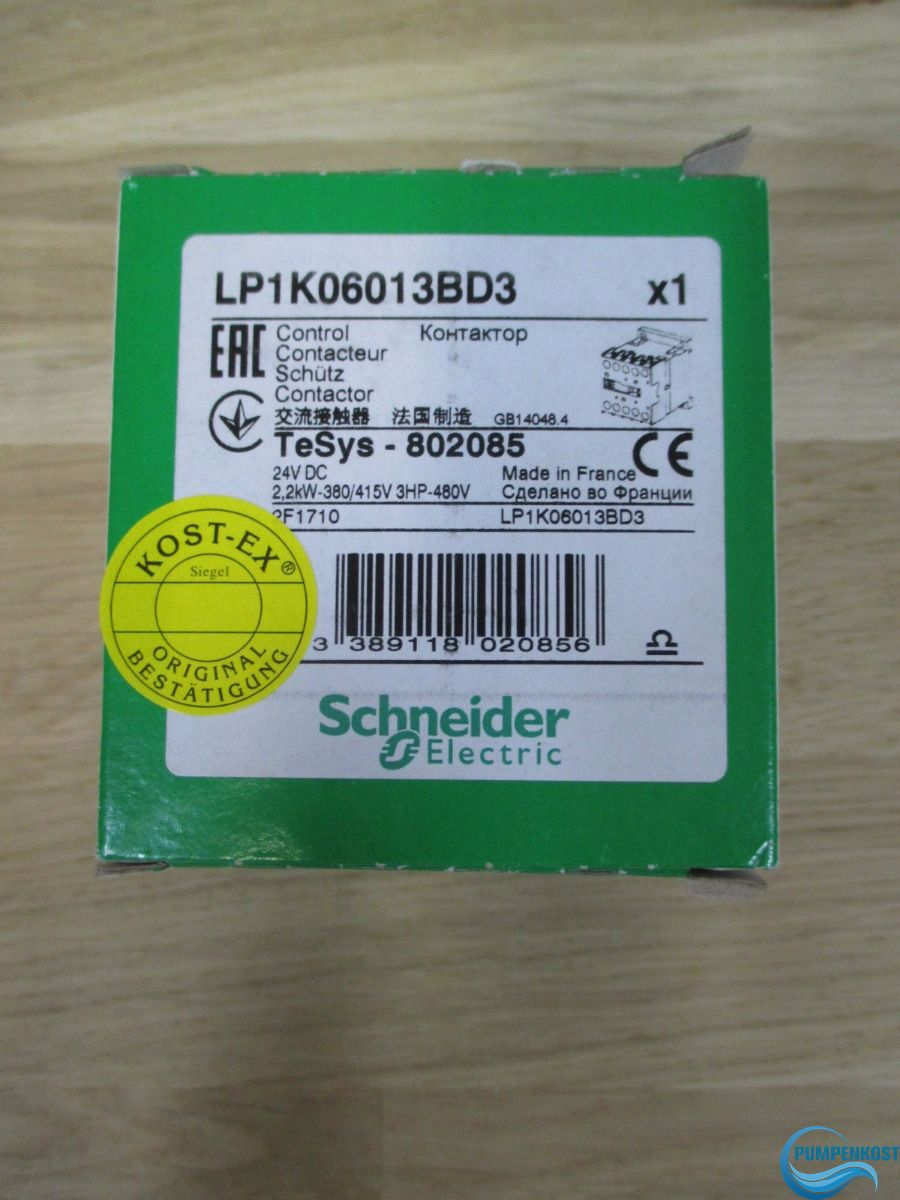 LP1K06013BD3 x1
EAC
Control Контактор
Contacteur
Schütz
Contactor
交流接触器 法国制造 GB14048.4
TeSys - 802085
CE
24V DC Made in France
2,2kW-380/415V 3HP-480V Сделано во Франции
2F1710 LP1K06013BD3
KOST-EX®
Siegel
ORIGINAL
BESTÄTIGUNG
3 389118 020856
Schneider
Electric
PUMPENKOST